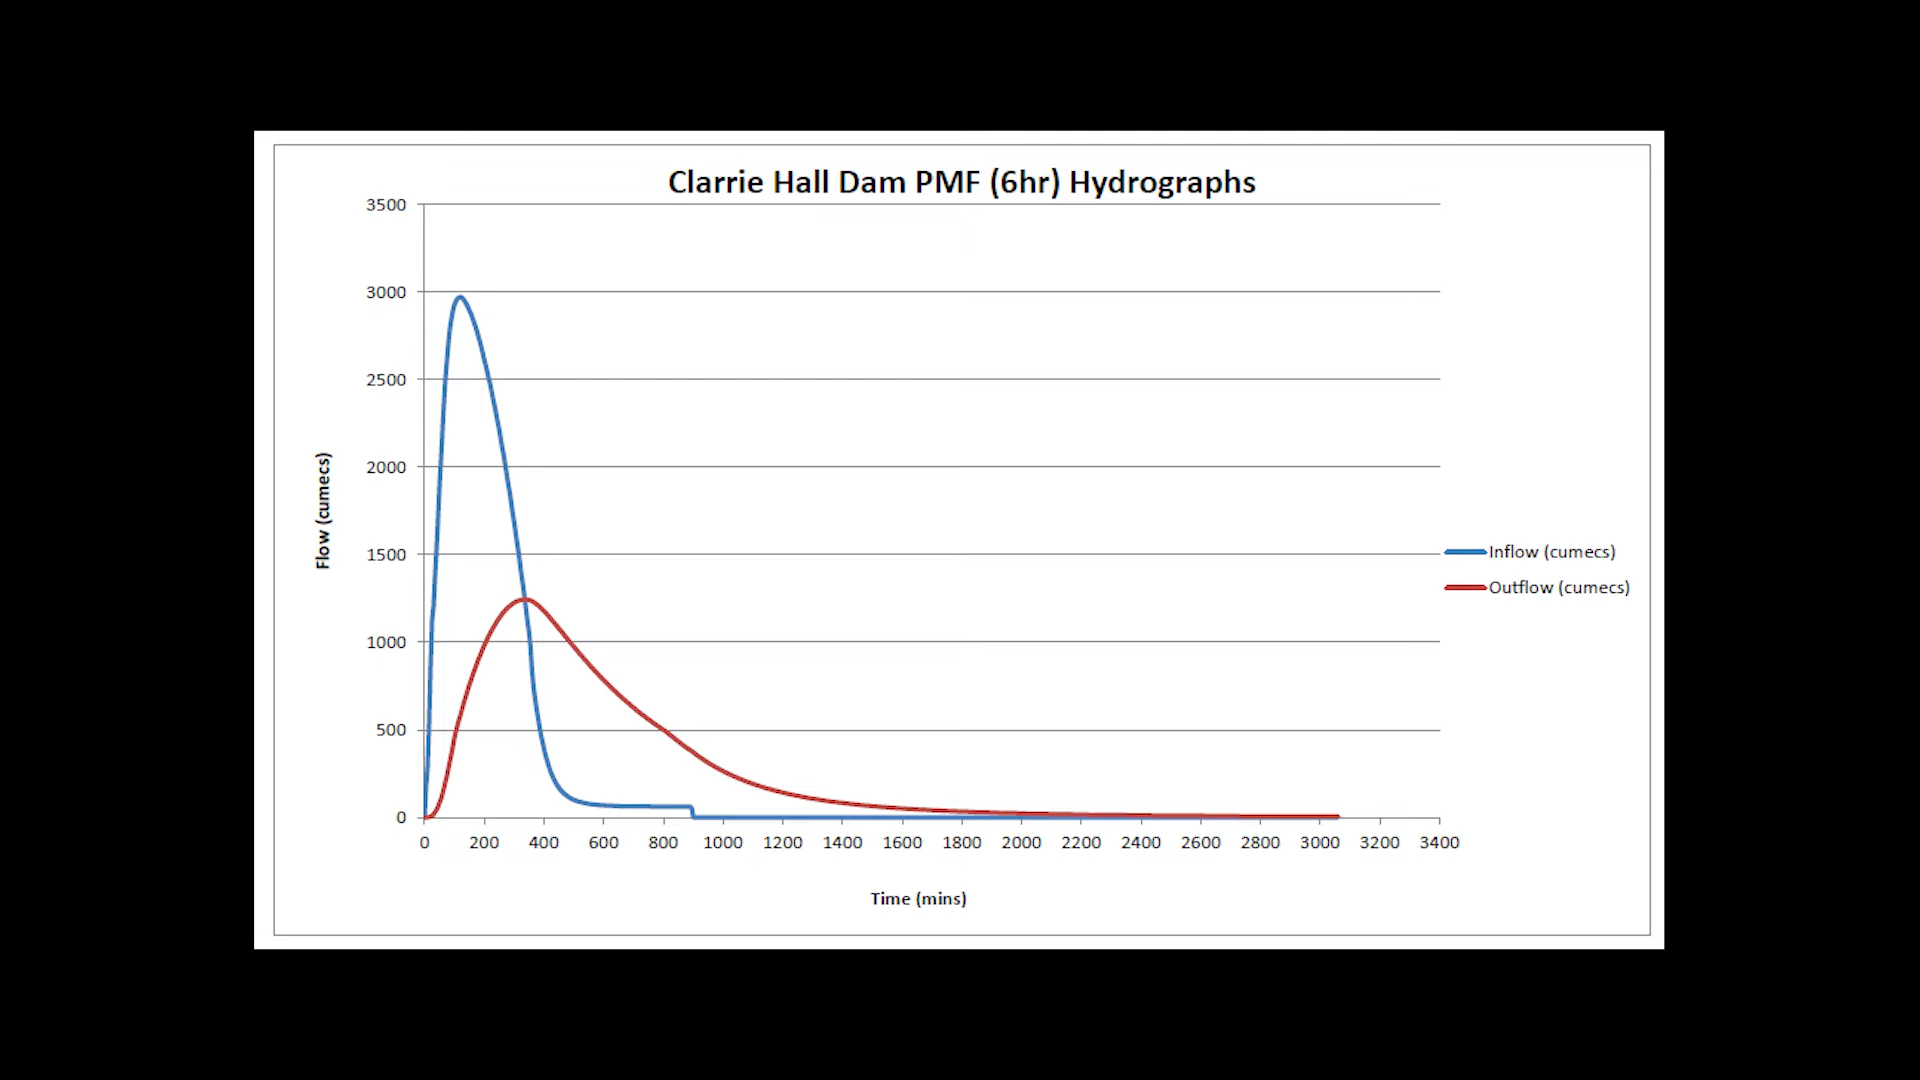 Clarrie Hall Dam PMF (6hr) Hydrographs
3500
3000
2500
2000
1500
1000
500
0
Flow (cumecs)
0 200 400 600 800 1000 1200 1400 1600 1800 2000 2200 2400 2600 2800 3000 3200 3400
Time (mins)
Inflow (cumecs)
Outflow (cumecs)